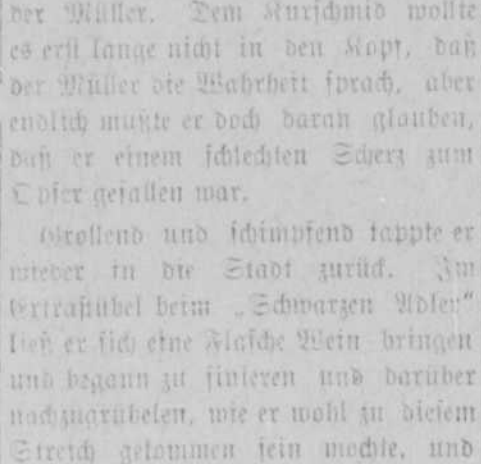 der Müller. Dem Kurschmid wollte
es erst lange nicht in den Kopf, daß
der Müller die Wahrheit sprach, aber
endlich mußte er doch daran glauben,
daß er einem schlechten Scherz zum
Opfer gefallen war.
Grollend und schimpfend tappte er
wieder in die Stadt zurück. Im
Extrastübel beim „Schwarzen Adler“
ließ er sich eine Flasche Wein bringen
und begann zu sinieren und darüber
nachzugrübelen, wie er wohl zu diesem
Streich gekommen sein mochte, und